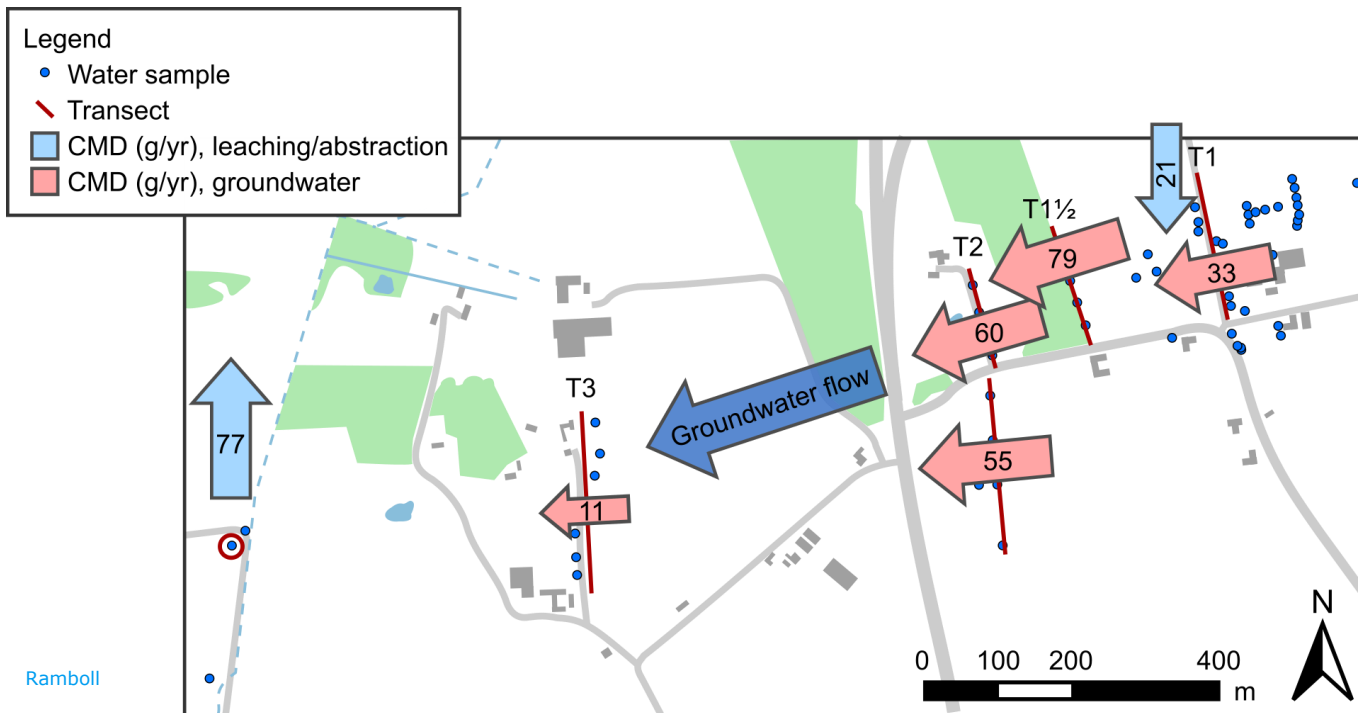 Legend
Water sample
Transect
CMD (g/yr), leaching/abstraction
CMD (g/yr), groundwater
21
T1
T1½
T2
79
33
60
T3
Groundwater flow
77
55
11
N
0 100 200 400
m
Ramboll